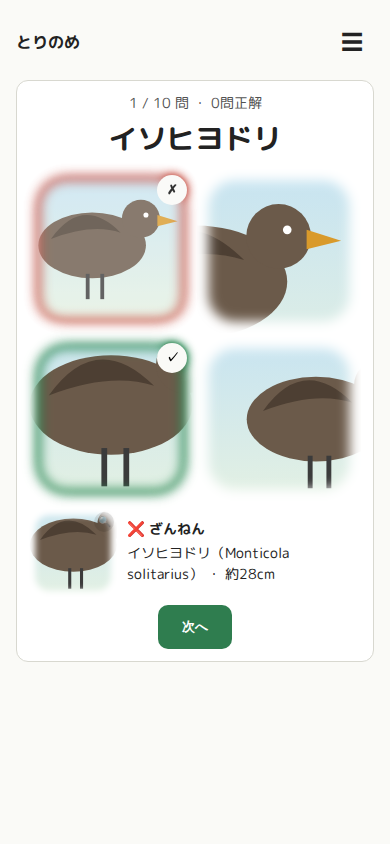 とりのめ
1 / 10 問 · 0問正解
イソヒヨドリ
❌ ざんねん
イソヒヨドリ（Monticola
solitarius） · 約28cm
次へ